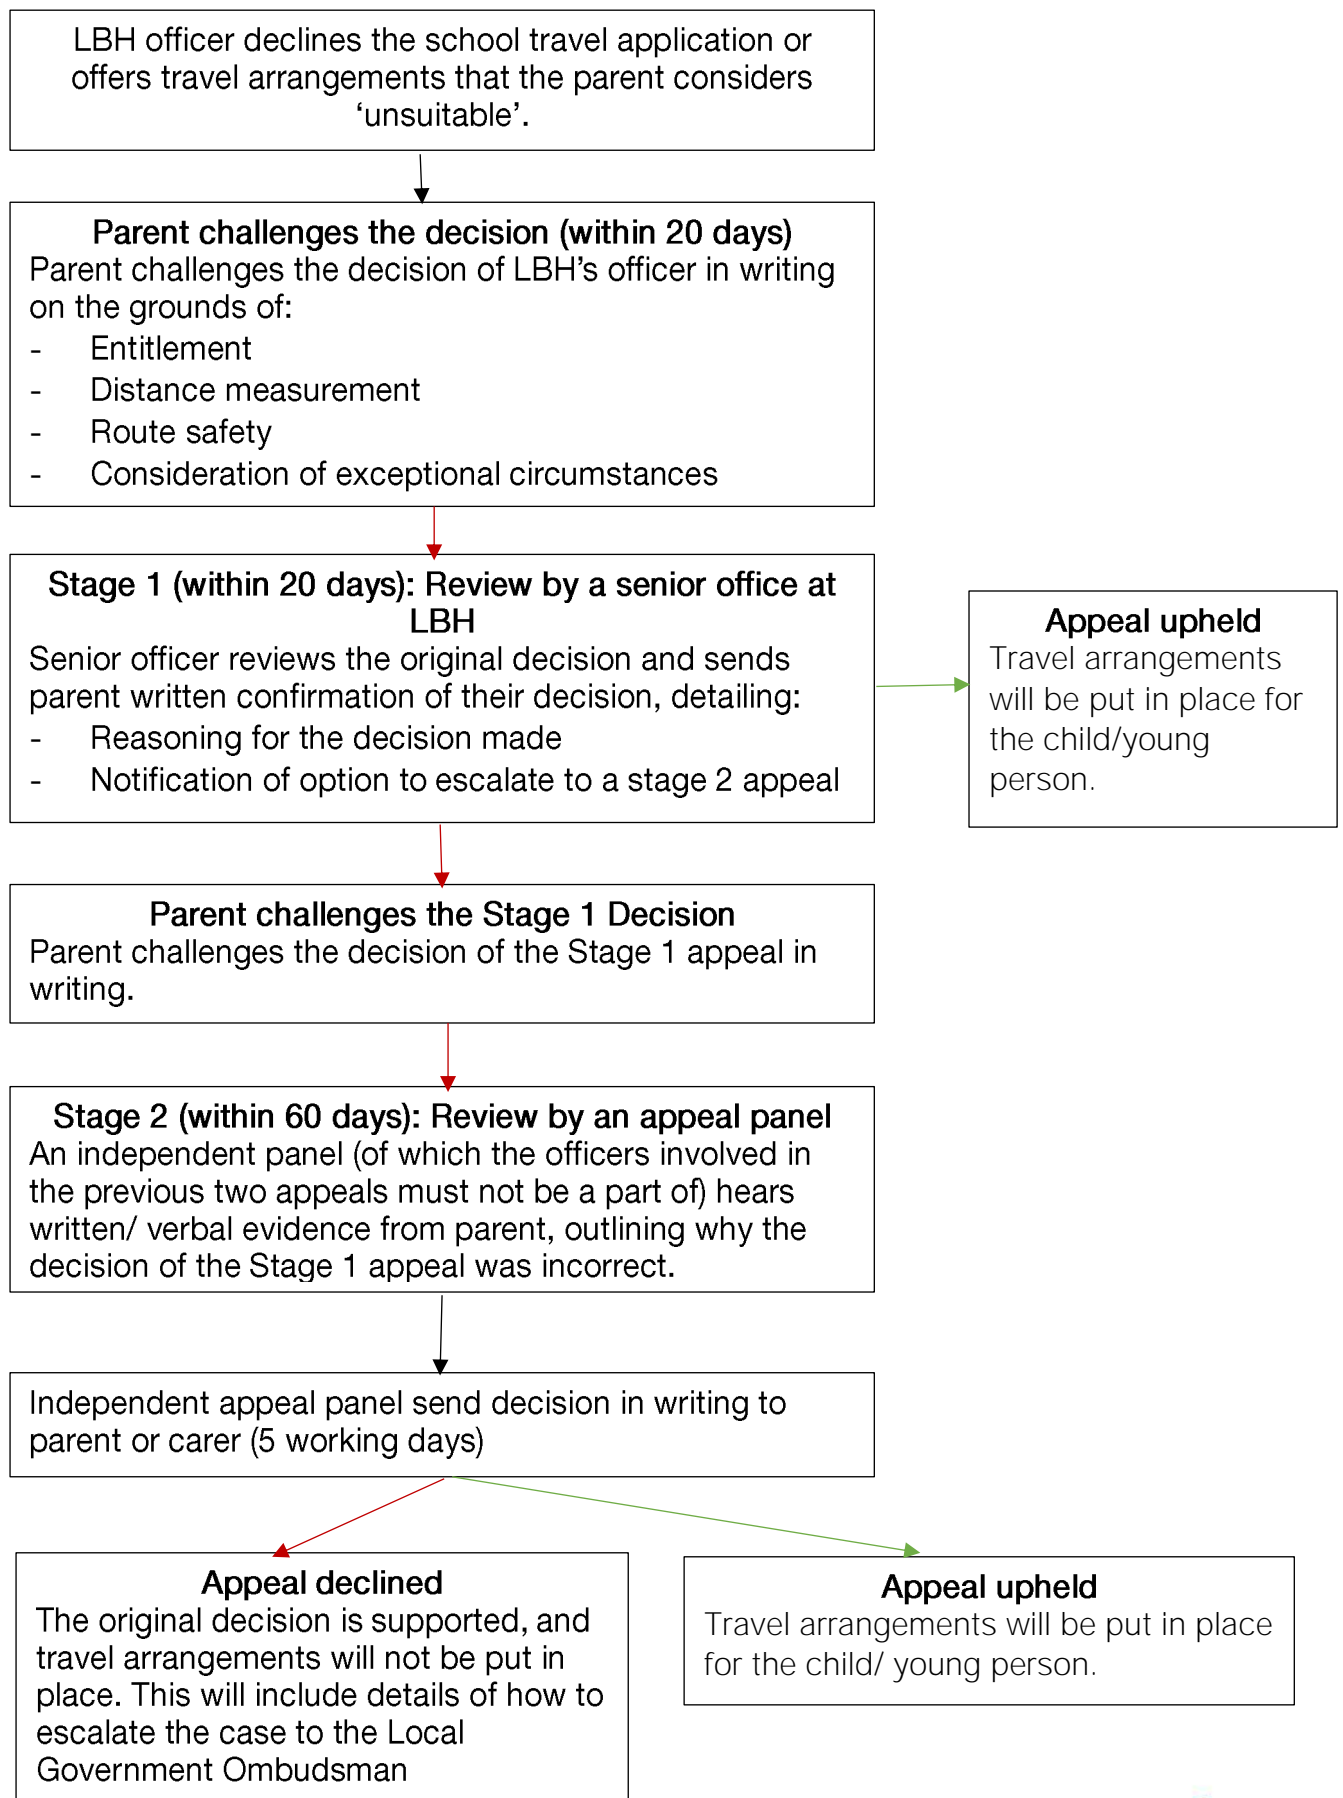 LBH officer declines the school travel application or
offers travel arrangements that the parent considers
‘unsuitable’.
Parent challenges the decision (within 20 days)
Parent challenges the decision of LBH’s officer in writing
on the grounds of:
- Entitlement
- Distance measurement
- Route safety
- Consideration of exceptional circumstances
Stage 1 (within 20 days): Review by a senior office at
LBH
Senior officer reviews the original decision and sends
parent written confirmation of their decision, detailing:
- Reasoning for the decision made
- Notification of option to escalate to a stage 2 appeal
Appeal upheld
Travel arrangements
will be put in place for
the child/young
person.
Parent challenges the Stage 1 Decision
Parent challenges the decision of the Stage 1 appeal in
writing.
Stage 2 (within 60 days): Review by an appeal panel
An independent panel (of which the officers involved in
the previous two appeals must not be a part of) hears
written/ verbal evidence from parent, outlining why the
decision of the Stage 1 appeal was incorrect.
Independent appeal panel send decision in writing to
parent or carer (5 working days)
Appeal declined
The original decision is supported, and
travel arrangements will not be put in
place. This will include details of how to
escalate the case to the Local
Government Ombudsman
Appeal upheld
Travel arrangements will be put in place
for the child/ young person.